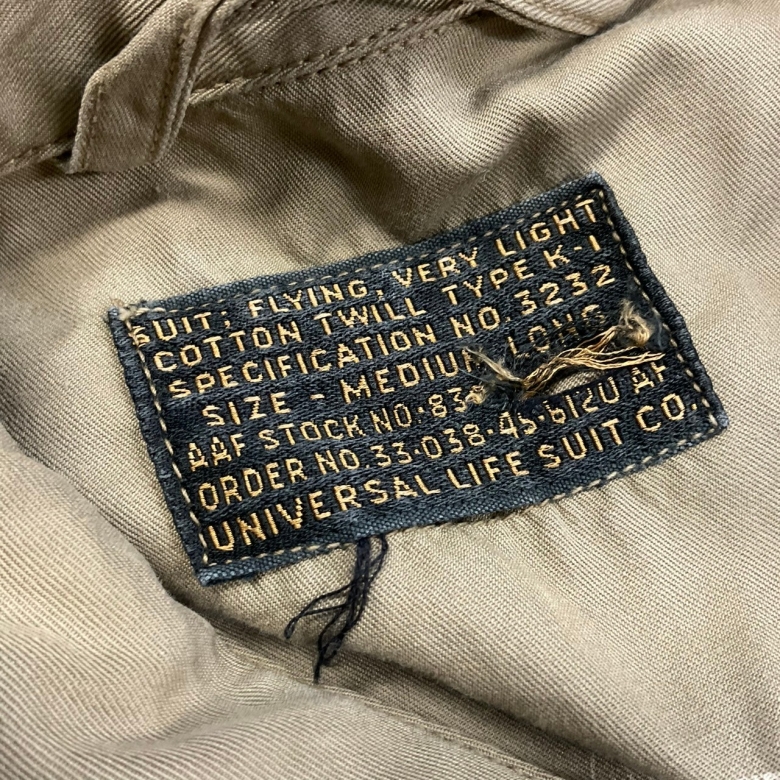 SUIT; FLYING, VERY LIGHT
COTTON TWILL TYPE K-1
SPECIFICATION NO. 3232
SIZE - MEDIUM LONG
AAF STOCK NO.
ORDER NO. 33-038-45-6120 AF
UNIVERSAL LIFE SUIT CO.